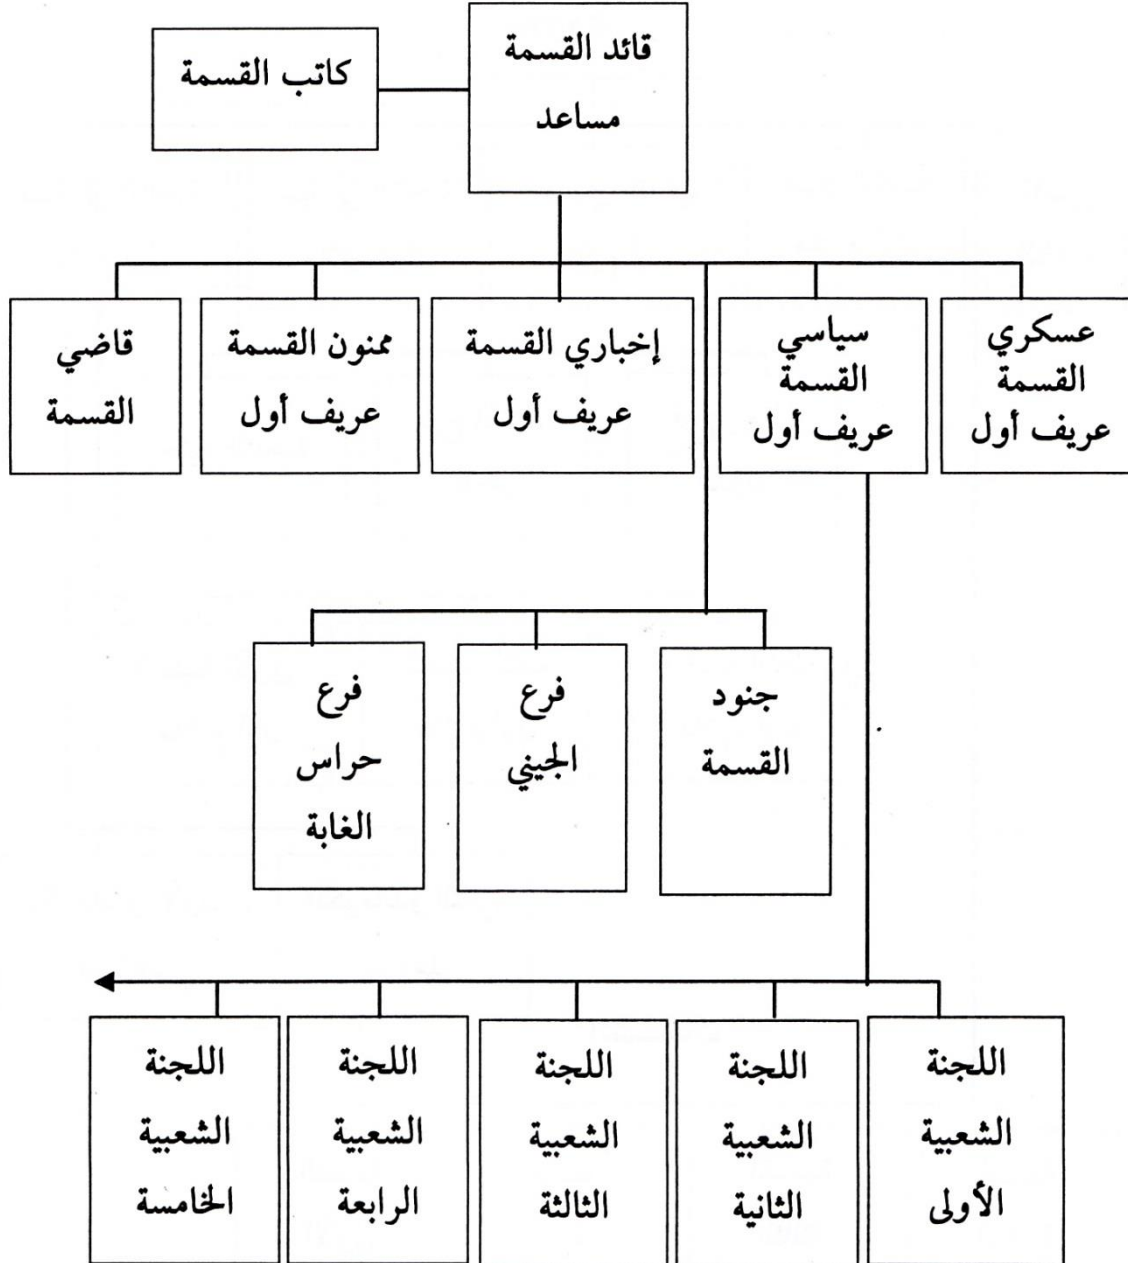 قائد القسمة
مساعد
كاتب القسمة
عسكري
القسمة
عريف أول
سياسي
القسمة
عريف أول
إخباري القسمة
عريف أول
ممنون القسمة
عريف أول
قاضي
القسمة
جنود
القسمة
فرع
الجيني
فرع
حراس
الغابة
اللجنة
الشعبية
الأولى
اللجنة
الشعبية
الثانية
اللجنة
الشعبية
الثالثة
اللجنة
الشعبية
الرابعة
اللجنة
الشعبية
الخامسة